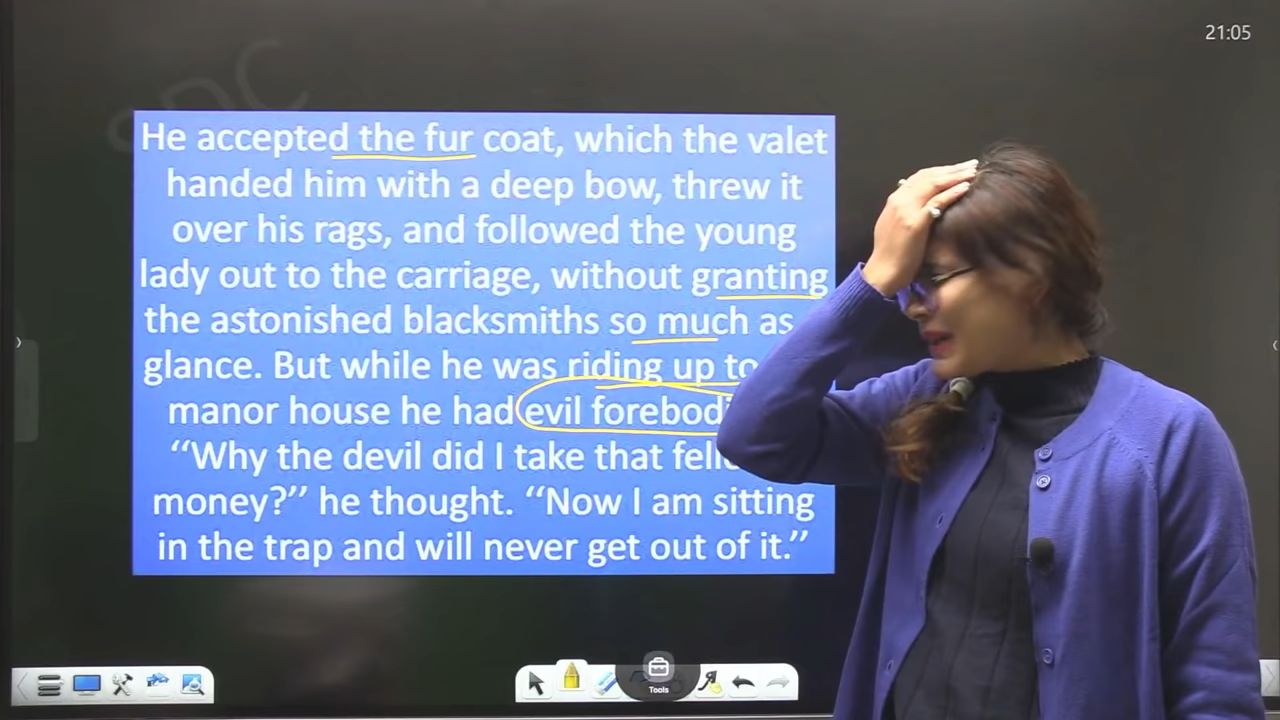 21:05
He accepted the fur coat, which the valet
handed him with a deep bow, threw it
over his rags, and followed the young
lady out to the carriage, without granting
the astonished blacksmiths so much as
glance. But while he was riding up to
manor house he had evil
‘‘Why the devil did I take that
money?’’ he thought. ‘‘Now I am sitting
in the trap and will never get out of it.’’
Tools